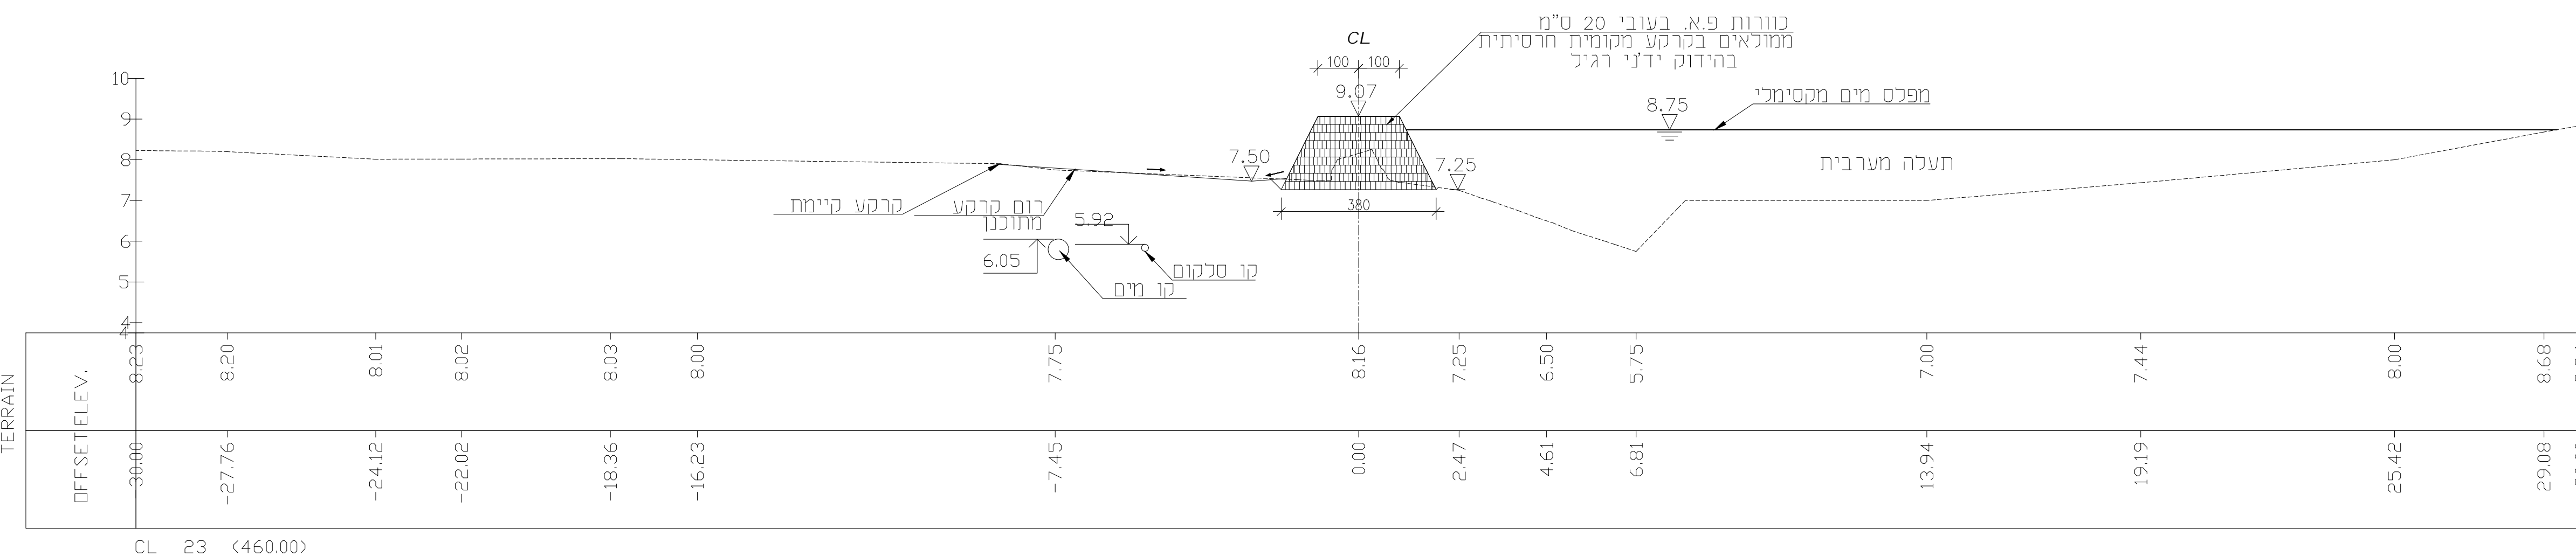 כוורות פ.א. בעובי 20 ס"מ
ממולאים בקרקע מקומית חרסיתית
בהידוק יד'ני רגיל
CL
100 100
9.07
מפלס מים מקסימלי
8.75
10
9
8
7
6
5
4
4
7.50
7.25
תעלה מערבית
קרקע קיימת
רום קרקע
מתוכנן
380
5.92
6.05
קו סלקום
קו מים
TERRAIN
ELEV.
8.23 8.20 8.01 8.02 8.03 8.00 7.75 8.16 7.25 6.50 5.75 7.00 7.44 8.00 8.68
OFFSET
-30.00 -27.76 -24.12 -22.02 -18.36 -16.23 -7.45 0.00 2.47 4.61 6.81 13.94 19.19 25.42 29.08
CL 23 (460.00)